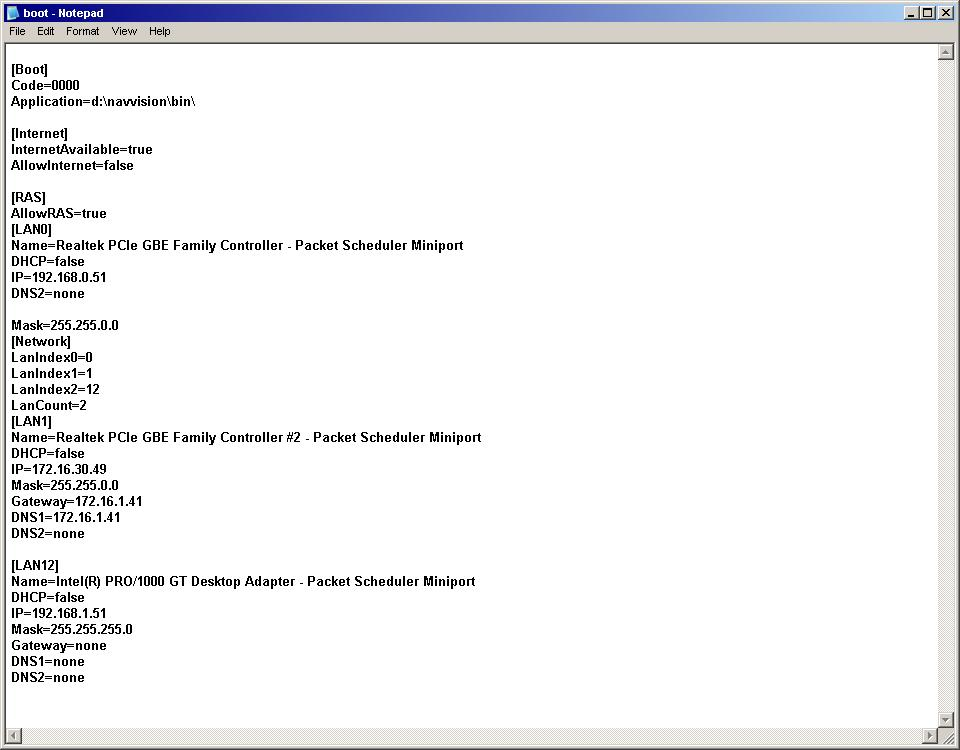 boot - Notepad
File Edit Format View Help
[Boot]
Code=0000
Application=d:\navvision\bin\
[Internet]
InternetAvailable=true
AllowInternet=false
[RAS]
AllowRAS=true
[LAN0]
Name=Realtek PCIe GBE Family Controller - Packet Scheduler Miniport
DHCP=false
IP=192.168.0.51
DNS2=none
Mask=255.255.0.0
[Network]
LanIndex0=0
LanIndex1=1
LanIndex2=12
LanCount=2
[LAN1]
Name=Realtek PCIe GBE Family Controller #2 - Packet Scheduler Miniport
DHCP=false
IP=172.16.30.49
Mask=255.255.0.0
Gateway=172.16.1.41
DNS1=172.16.1.41
DNS2=none
[LAN12]
Name=Intel(R) PRO/1000 GT Desktop Adapter - Packet Scheduler Miniport
DHCP=false
IP=192.168.1.51
Mask=255.255.255.0
Gateway=none
DNS1=none
DNS2=none